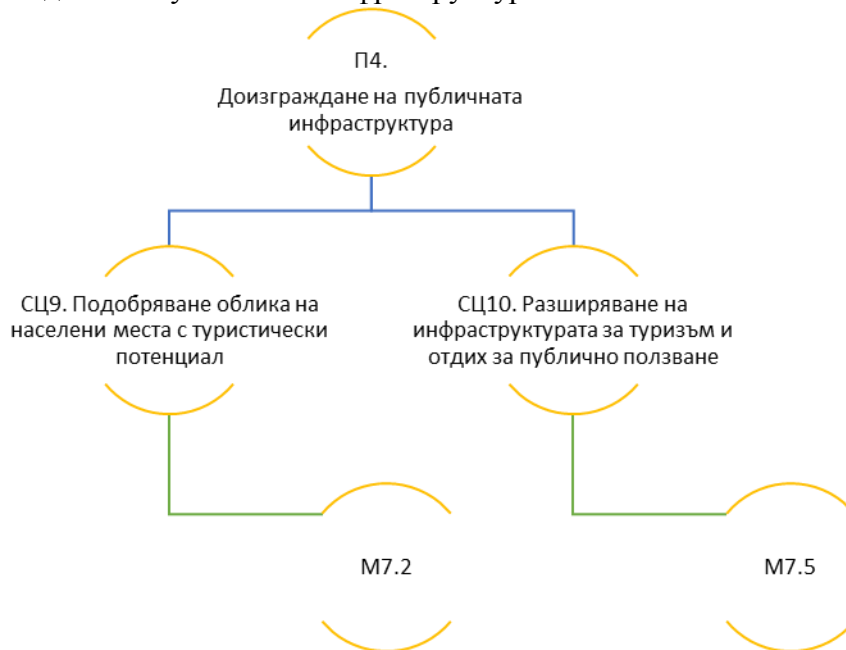 П4.
Доизграждане на публичната
инфраструктура
СЦ9. Подобряване облика на
населени места с туристически
потенциал
СЦ10. Разширяване на
инфраструктурата за туризъм и
отдих за публично ползване
М7.2
М7.5